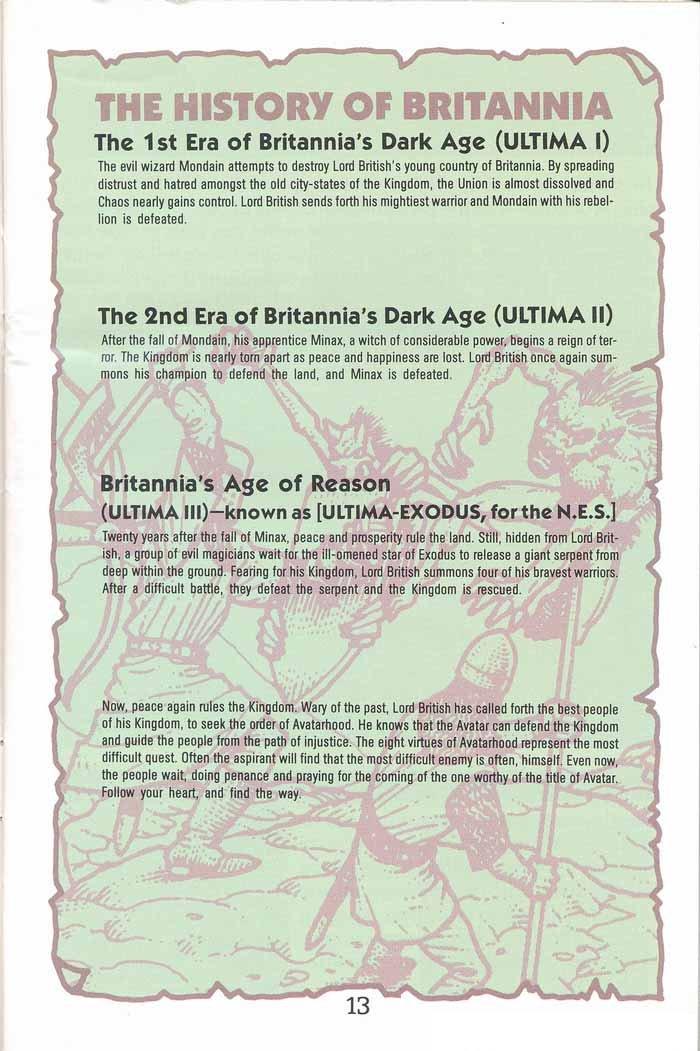 THE HISTORY OF BRITANNIA
The 1st Era of Britannia's Dark Age (ULTIMA I)
The evil wizard Mondain attempts to destroy Lord British's young country of Britannia. By spreading
distrust and hatred amongst the old city-states of the Kingdom, the Union is almost dissolved and
Chaos nearly gains control. Lord British sends forth his mightiest warrior and Mondain with his rebel-
lion is defeated.
The 2nd Era of Britannia's Dark Age (ULTIMA II)
After the fall of Mondain, his apprentice Minax, a witch of considerable power, begins a reign of ter-
ror. The Kingdom is nearly torn apart as peace and happiness are lost. Lord British once again sum-
mons his champion to defend the land, and Minax is defeated.
Britannia's Age of Reason
(ULTIMA III)—known as [ULTIMA-EXODUS, for the N.E.S.]
Twenty years after the fall of Minax, peace and prosperity rule the land. Still, hidden from Lord Brit-
ish, a group of evil magicians wait for the ill-omened star of Exodus to release a giant serpent from
deep within the ground. Fearing for his Kingdom, Lord British summons four of his bravest warriors.
After a difficult battle, they defeat the serpent and the Kingdom is rescued.
Now, peace again rules the Kingdom. Wary of the past, Lord British has called forth the best people
of his Kingdom, to seek the order of Avatarhood. He knows that the Avatar can defend the Kingdom
and guide the people from the path of injustice. The eight virtues of Avatarhood represent the most
difficult quest. Often the aspirant will find that the most difficult enemy is often, himself. Even now,
the people wait, doing penance and praying for the coming of the one worthy of the title of Avatar.
Follow your heart, and find the way.
13